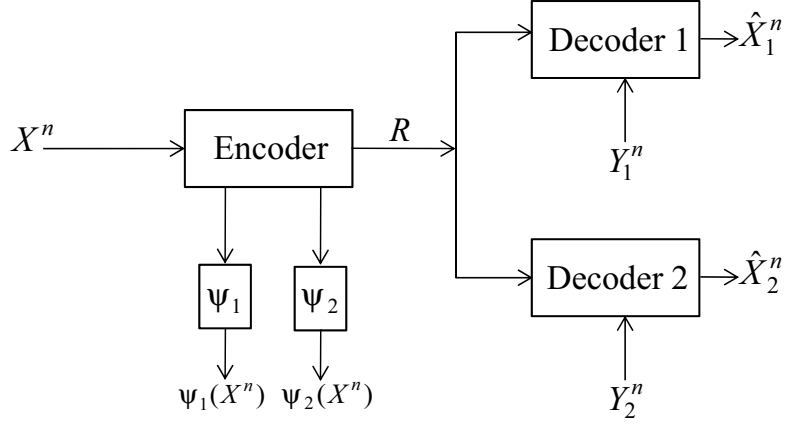 Decoder 1
X̂₁ⁿ
Xⁿ
Encoder
R
Y₁ⁿ
ψ₁
ψ₂
Decoder 2
X̂₂ⁿ
ψ₁(Xⁿ)
ψ₂(Xⁿ)
Y₂ⁿ